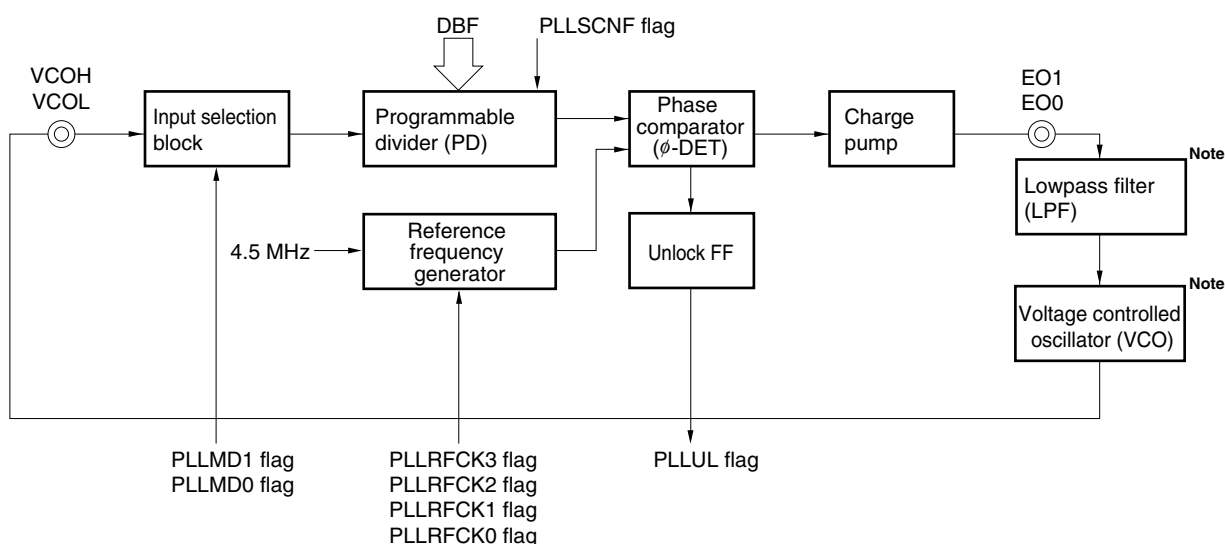 DBF
PLLSCNF flag
VCOH
VCOL
Input selection
block
Programmable
divider (PD)
Phase
comparator
(ϕ-DET)
Charge
pump
EO1
EO0
Note
Lowpass filter
(LPF)
4.5 MHz
Reference
frequency
generator
Unlock FF
Note
Voltage controlled
oscillator (VCO)
PLLMD1 flag
PLLMD0 flag
PLLRFCK3 flag
PLLRFCK2 flag
PLLRFCK1 flag
PLLRFCK0 flag
PLLUL flag